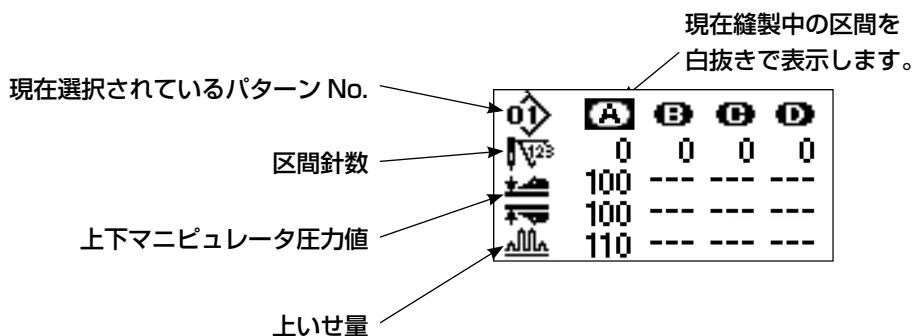 現在縫製中の区間を
白抜きで表示します。
現在選択されているパターン No.
区間針数
上下マニピュレータ圧力値
上いせ量
01 A B C D
123 0 0 0 0
100 --- --- ---
100 --- --- ---
110 --- --- ---